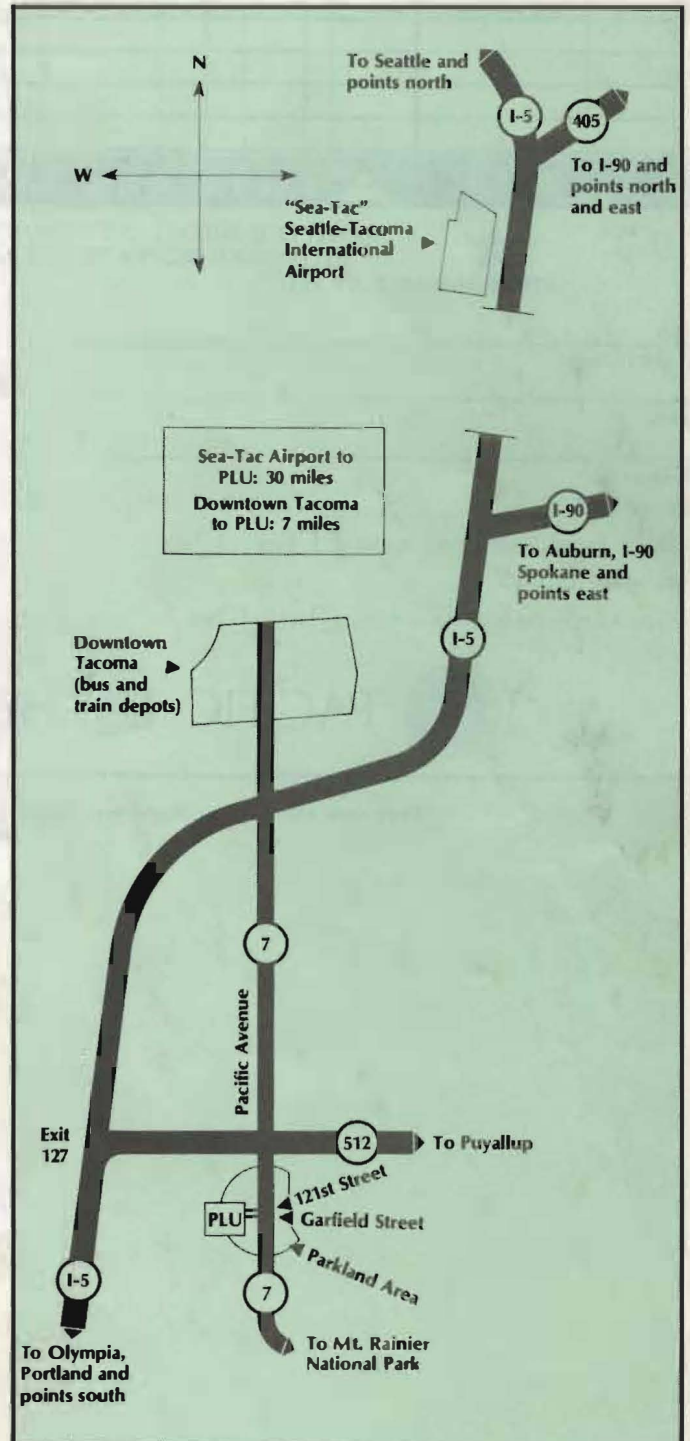 N
To Seattle and
points north
I-5
405
W
To I-90 and
points north
and east
"Sea-Tac"
Seattle-Tacoma
International
Airport
Sea-Tac Airport to
PLU: 30 miles
Downtown Tacoma
to PLU: 7 miles
I-90
To Auburn, I-90
Spokane and
points east
I-5
Downtown
Tacoma
(bus and
train depots)
7
Pacific Avenue
Exit
127
512
To Puyallup
121st Street
PLU
Garfield Street
Parkland Area
I-5
7
To Olympia,
Portland and
points south
To Mt. Rainier
National Park